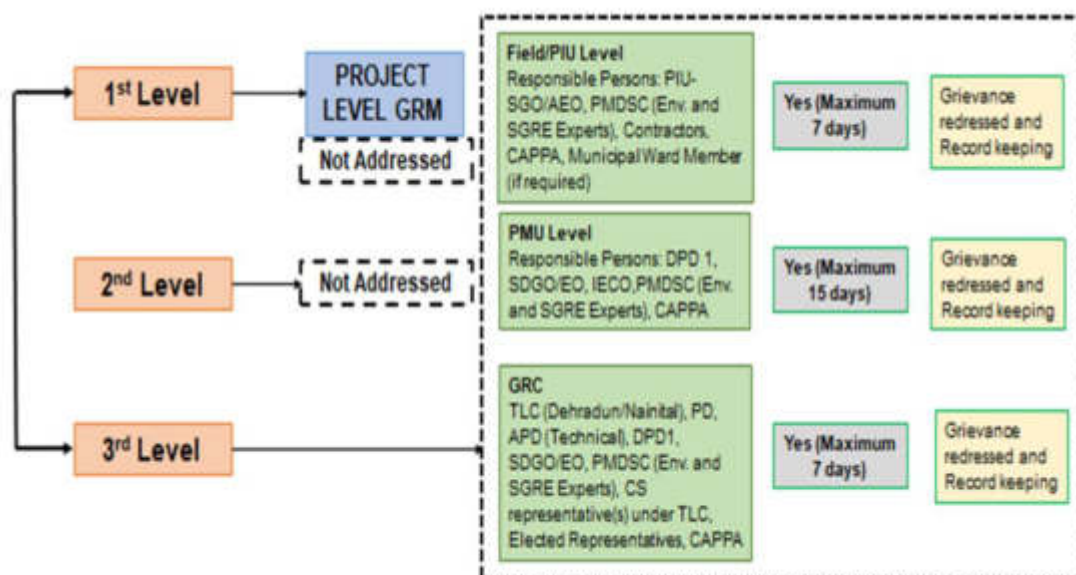 1st Level
PROJECT
LEVEL GRM
Not Addressed
Field/PIU Level
Responsible Persons: PIU-
SGO/AEO, PMDSC (Env. and
SGRE Experts), Contractors,
CAPPA, Municipal Ward Member
(if required)
Yes (Maximum
7 days)
Grievance
redressed and
Record keeping
2nd Level
Not Addressed
PMU Level
Responsible Persons: DPD 1,
SDGO/EO, IECO,PMDSC (Env.
and SGRE Experts), CAPPA
Yes (Maximum
15 days)
Grievance
redressed and
Record keeping
3rd Level
GRC
TLC (Dehradun/Nainital), PD,
APD (Technical), DPD1,
SDGO/EO, PMDSC (Env. and
SGRE Experts), CS
representative(s) under TLC,
Elected Representatives, CAPPA
Yes (Maximum
7 days)
Grievance
redressed and
Record keeping